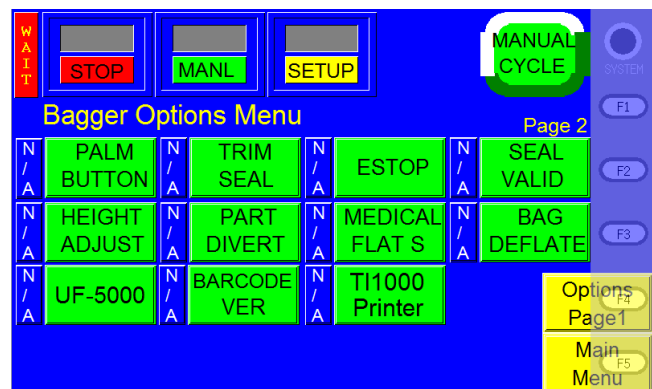 WAIT
STOP
MANL
SETUP
MANUAL
CYCLE
SYSTEM
Bagger Options Menu
Page 2
F1
N/A
PALM
BUTTON
N/A
TRIM
SEAL
N/A
ESTOP
N/A
SEAL
VALID
F2
N/A
HEIGHT
ADJUST
N/A
PART
DIVERT
N/A
MEDICAL
FLAT S
N/A
BAG
DEFLATE
F3
N/A
UF-5000
N/A
BARCODE
VER
N/A
TI1000
Printer
Options
Page1
F4
Main
Menu
F5